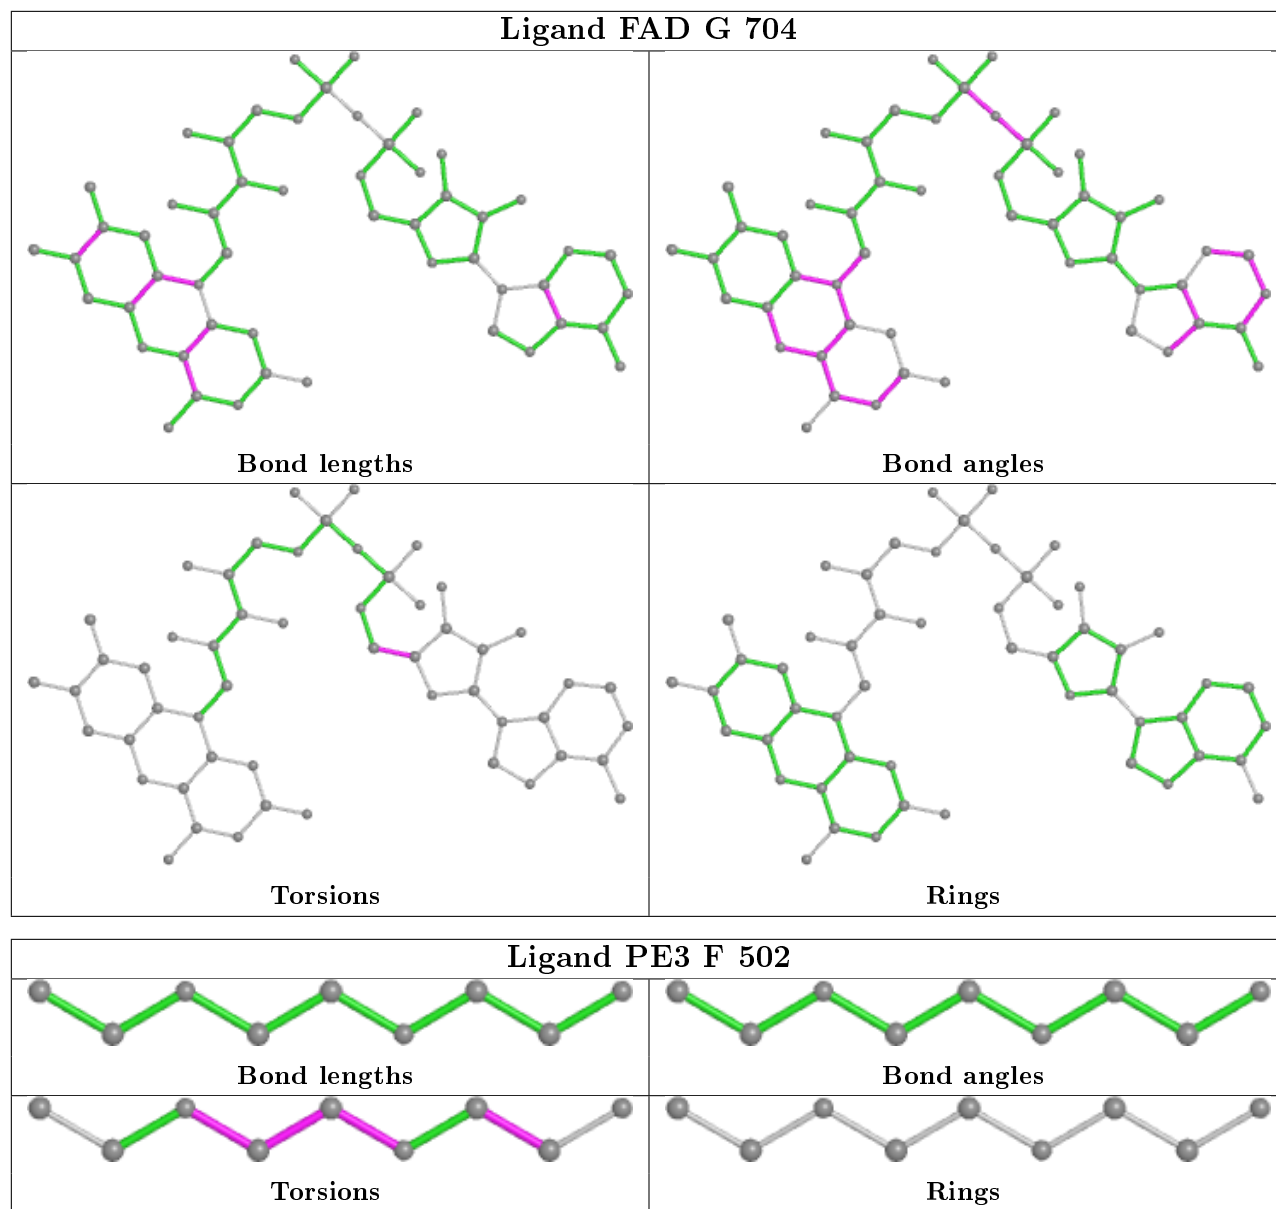 Ligand FAD G 704
Bond lengths
Bond angles
Torsions
Rings
Ligand PE3 F 502
Bond lengths
Bond angles
Torsions
Rings